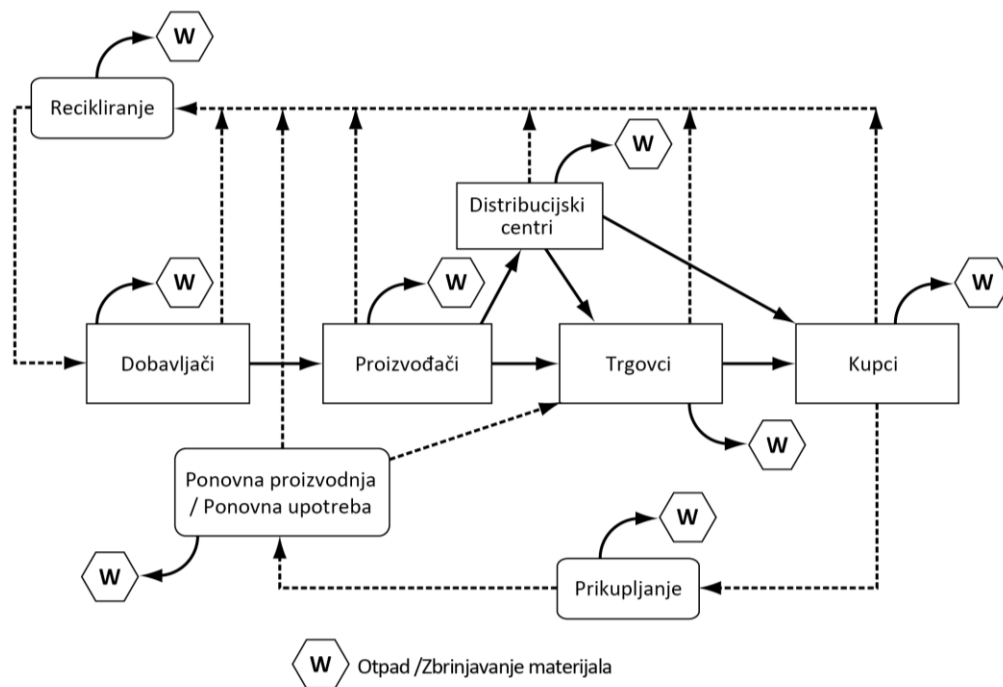 W
Recikliranje
W
Distribucijski
centri
W
W
W
Dobavljači
Proizvođači
Trgovci
Kupci
W
Ponovna proizvodnja
/ Ponovna upotreba
W
W
Prikupljanje
W Otpad /Zbrinjavanje materijala